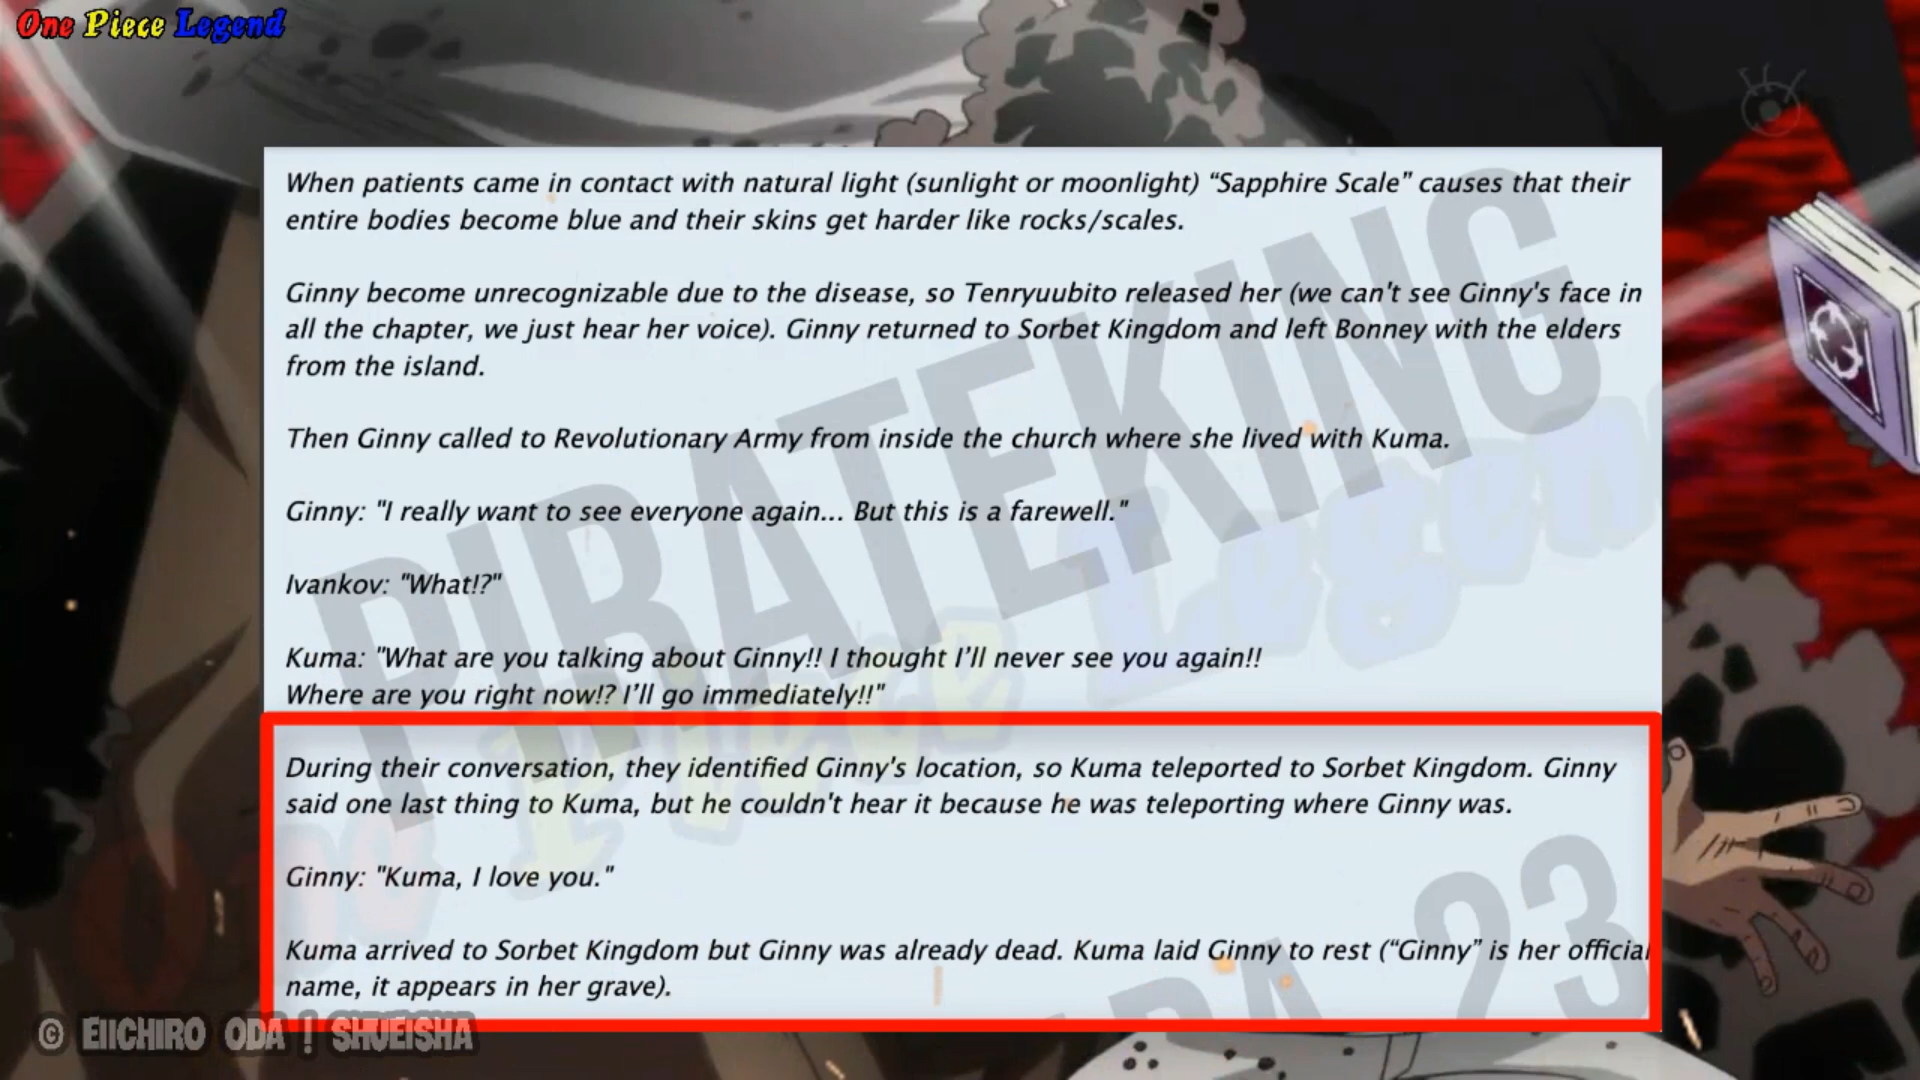 One Piece Legend
When patients came in contact with natural light (sunlight or moonlight) “Sapphire Scale” causes that their
entire bodies become blue and their skins get harder like rocks/scales.
Ginny become unrecognizable due to the disease, so Tenryuubito released her (we can't see Ginny's face in
all the chapter, we just hear her voice). Ginny returned to Sorbet Kingdom and left Bonney with the elders
from the island.
Then Ginny called to Revolutionary Army from inside the church where she lived with Kuma.
Ginny: "I really want to see everyone again... But this is a farewell."
Ivankov: "What!?"
Kuma: "What are you talking about Ginny!! I thought I’ll never see you again!!
Where are you right now!? I’ll go immediately!!"
During their conversation, they identified Ginny's location, so Kuma teleported to Sorbet Kingdom. Ginny
said one last thing to Kuma, but he couldn't hear it because he was teleporting where Ginny was.
Ginny: "Kuma, I love you."
Kuma arrived to Sorbet Kingdom but Ginny was already dead. Kuma laid Ginny to rest (“Ginny” is her official
name, it appears in her grave).
PIRATEKING
One Piece Legend
23
© EIICHIRO ODA ! SHUEISHA